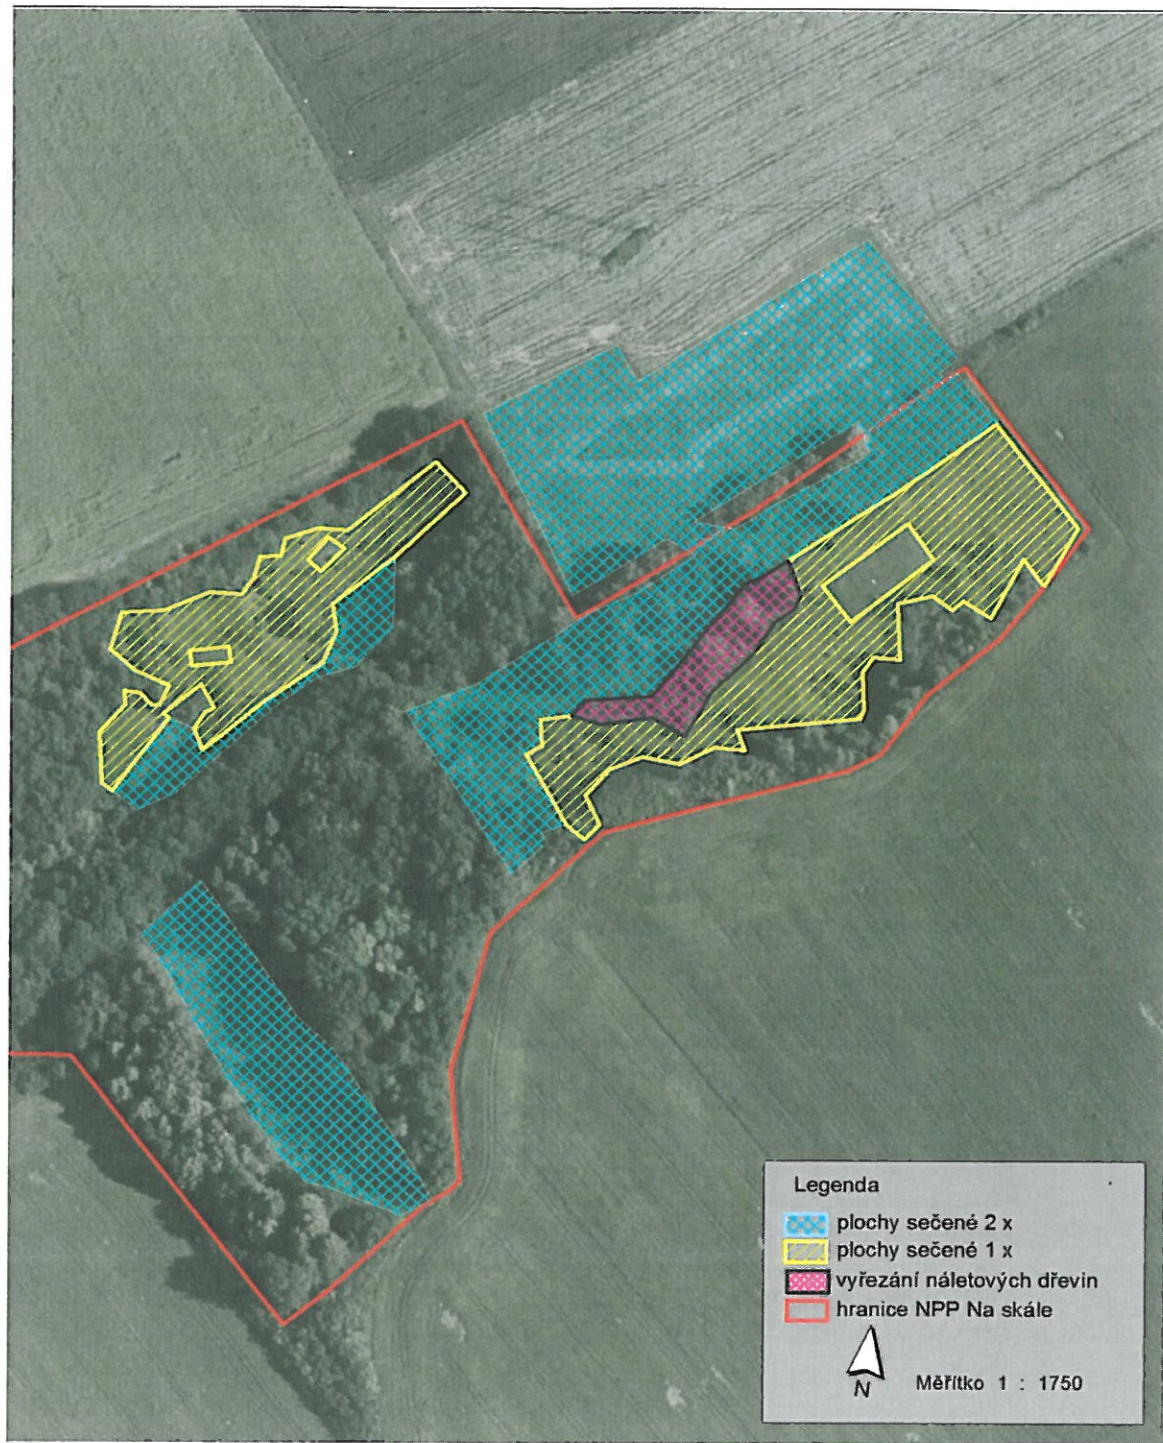 Legenda
plochy sečené 2 x
plochy sečené 1 x
vyřezání náletových dřevin
hranice NPP Na skále
N
Měřítko 1 : 1750